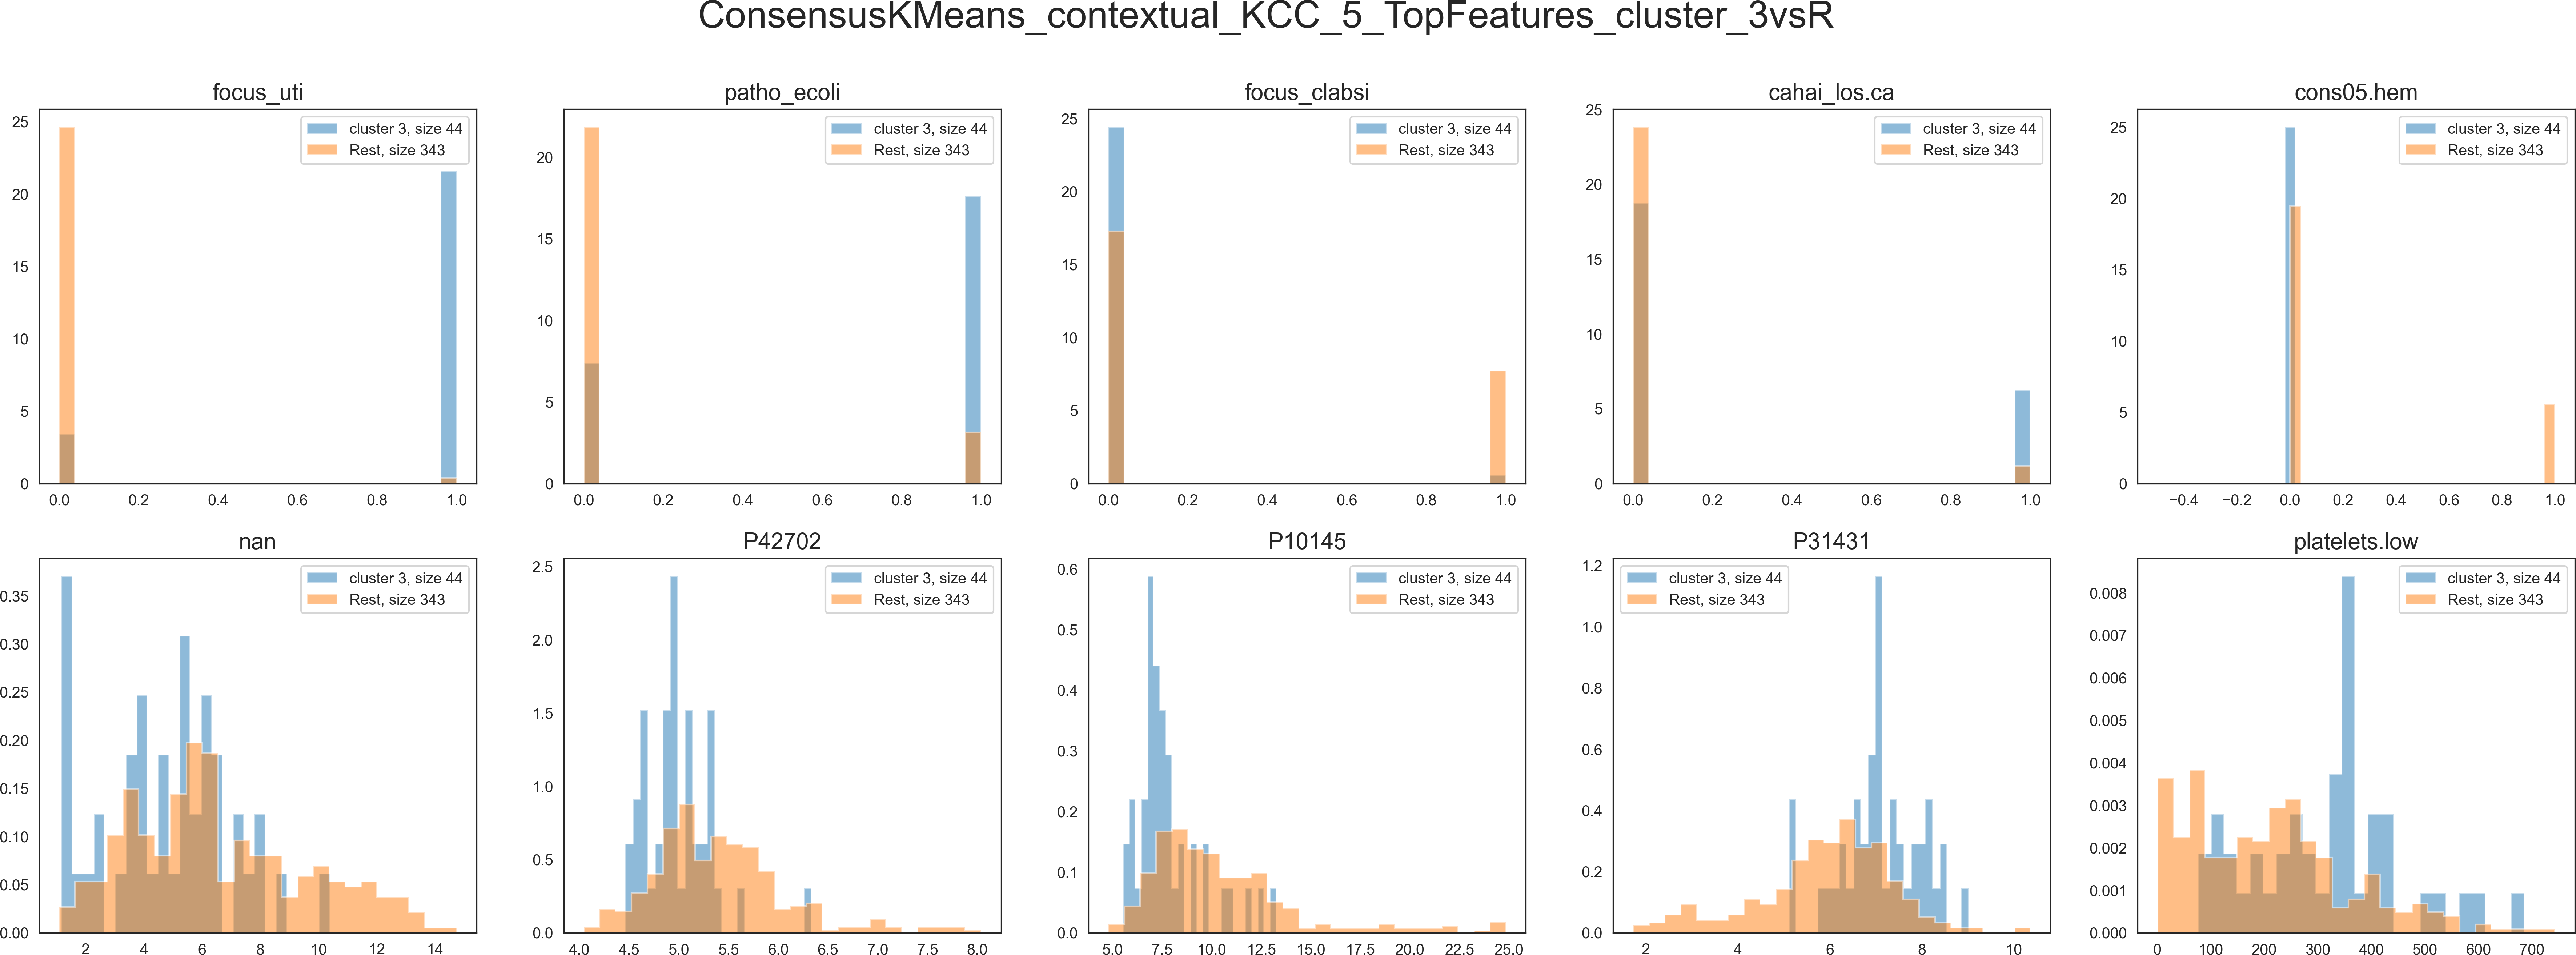 ConsensusKMeans_contextual_KCC_5_TopFeatures_cluster_3vsR
focus_uti
25
20
15
10
5
0
0.0 0.2 0.4 0.6 0.8 1.0
cluster 3, size 44
Rest, size 343
patho_ecoli
20
15
10
5
0
0.0 0.2 0.4 0.6 0.8 1.0
cluster 3, size 44
Rest, size 343
focus_clabsi
25
20
15
10
5
0
0.0 0.2 0.4 0.6 0.8 1.0
cluster 3, size 44
Rest, size 343
cahai_los.ca
25
20
15
10
5
0
0.0 0.2 0.4 0.6 0.8 1.0
cluster 3, size 44
Rest, size 343
cons05.hem
25
20
15
10
5
0
−0.4 −0.2 0.0 0.2 0.4 0.6 0.8 1.0
cluster 3, size 44
Rest, size 343
nan
0.35
0.30
0.25
0.20
0.15
0.10
0.05
0.00
2 4 6 8 10 12 14
cluster 3, size 44
Rest, size 343
P42702
2.5
2.0
1.5
1.0
0.5
0.0
4.0 4.5 5.0 5.5 6.0 6.5 7.0 7.5 8.0
cluster 3, size 44
Rest, size 343
P10145
0.6
0.5
0.4
0.3
0.2
0.1
0.0
5.0 7.5 10.0 12.5 15.0 17.5 20.0 22.5 25.0
cluster 3, size 44
Rest, size 343
P31431
1.2
1.0
0.8
0.6
0.4
0.2
0.0
2 4 6 8 10
cluster 3, size 44
Rest, size 343
platelets.low
0.008
0.007
0.006
0.005
0.004
0.003
0.002
0.001
0.000
0 100 200 300 400 500 600 700
cluster 3, size 44
Rest, size 343